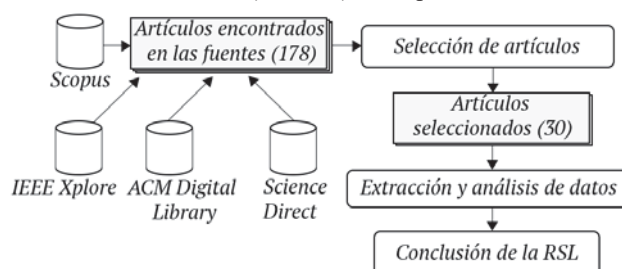 Artículos encontrados
en las fuentes (178)
Selección de artículos
Scopus
Artículos
seleccionados (30)
IEEE Xplore
ACM Digital
Library
Science
Direct
Extracción y análisis de datos
Conclusión de la RSL